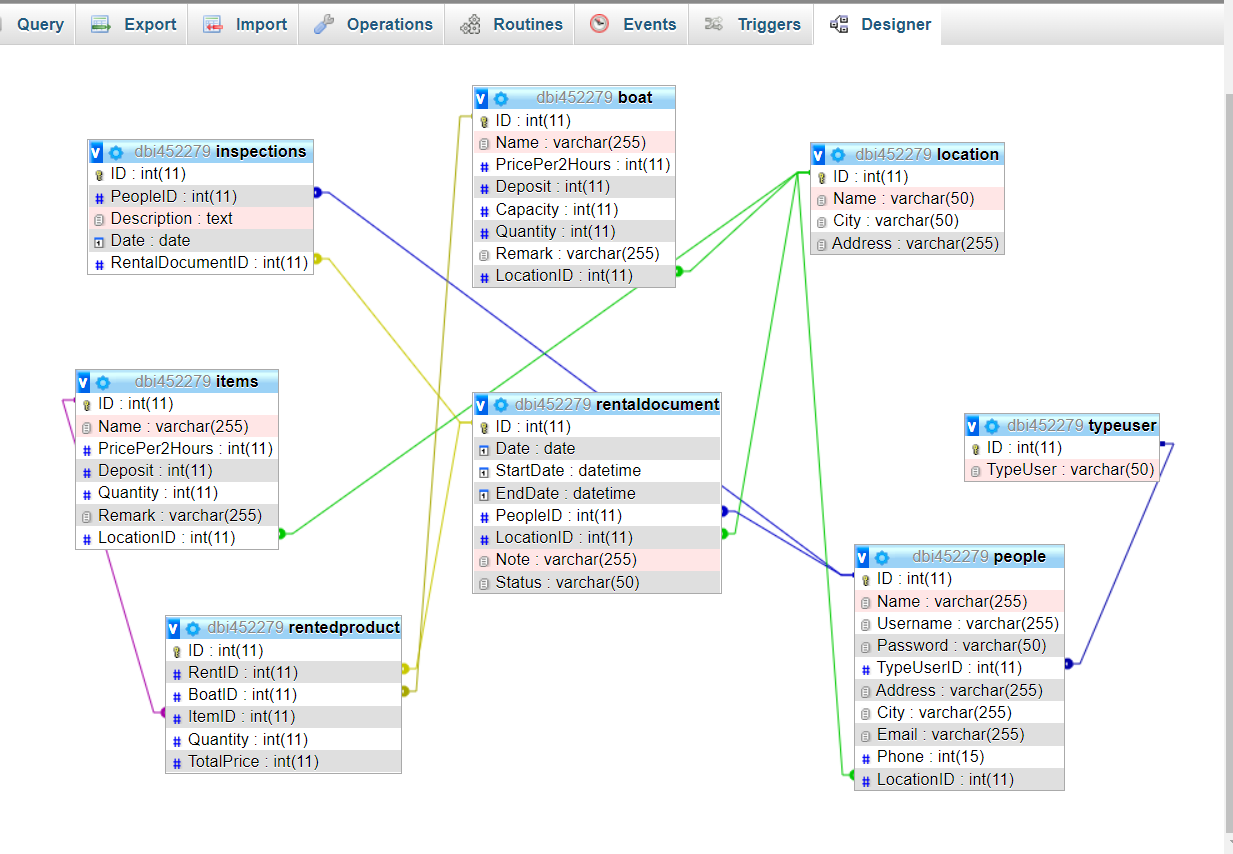 Query Export Import Operations Routines Events Triggers Designer
dbi452279 boat
ID : int(11)
Name : varchar(255)
PricePer2Hours : int(11)
Deposit : int(11)
Capacity : int(11)
Quantity : int(11)
Remark : varchar(255)
LocationID : int(11)
dbi452279 inspections
ID : int(11)
PeopleID : int(11)
Description : text
Date : date
RentalDocumentID : int(11)
dbi452279 location
ID : int(11)
Name : varchar(50)
City : varchar(50)
Address : varchar(255)
dbi452279 items
ID : int(11)
Name : varchar(255)
PricePer2Hours : int(11)
Deposit : int(11)
Quantity : int(11)
Remark : varchar(255)
LocationID : int(11)
dbi452279 rentaldocument
ID : int(11)
Date : date
StartDate : datetime
EndDate : datetime
PeopleID : int(11)
LocationID : int(11)
Note : varchar(255)
Status : varchar(50)
dbi452279 typeuser
ID : int(11)
TypeUser : varchar(50)
dbi452279 people
ID : int(11)
Name : varchar(255)
Username : varchar(255)
Password : varchar(50)
TypeUserID : int(11)
Address : varchar(255)
City : varchar(255)
Email : varchar(255)
Phone : int(15)
LocationID : int(11)
dbi452279 rentedproduct
ID : int(11)
RentID : int(11)
BoatID : int(11)
ItemID : int(11)
Quantity : int(11)
TotalPrice : int(11)